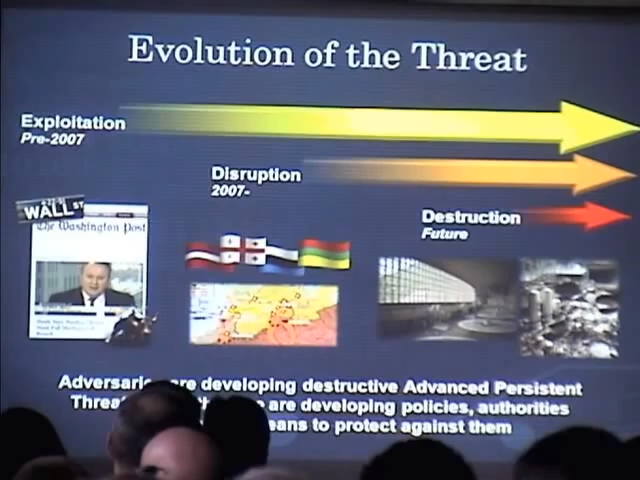 Evolution of the Threat
Exploitation
Pre-2007
Disruption
2007-
Destruction
Future
WALL ST
The Washington Post
are developing destructive Advanced Persistent
are developing policies, authorities
to protect against them